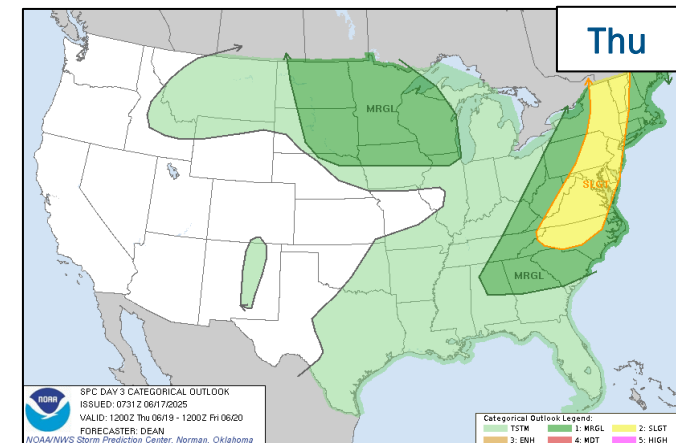 Thu
MRGL
SLGT
MRGL
NOAA
SPC DAY 3 CATEGORICAL OUTLOOK
ISSUED: 0731Z 06/17/2025
VALID: 1200Z Thu 06/19 - 1200Z Fri 06/20
FORECASTER: DEAN
NOAA/NWS Storm Prediction Center, Norman, Oklahoma
Categorical Outlook Legend:
TSTM 1: MRGL 2: SLGT
3: ENH 4: MDT 5: HIGH